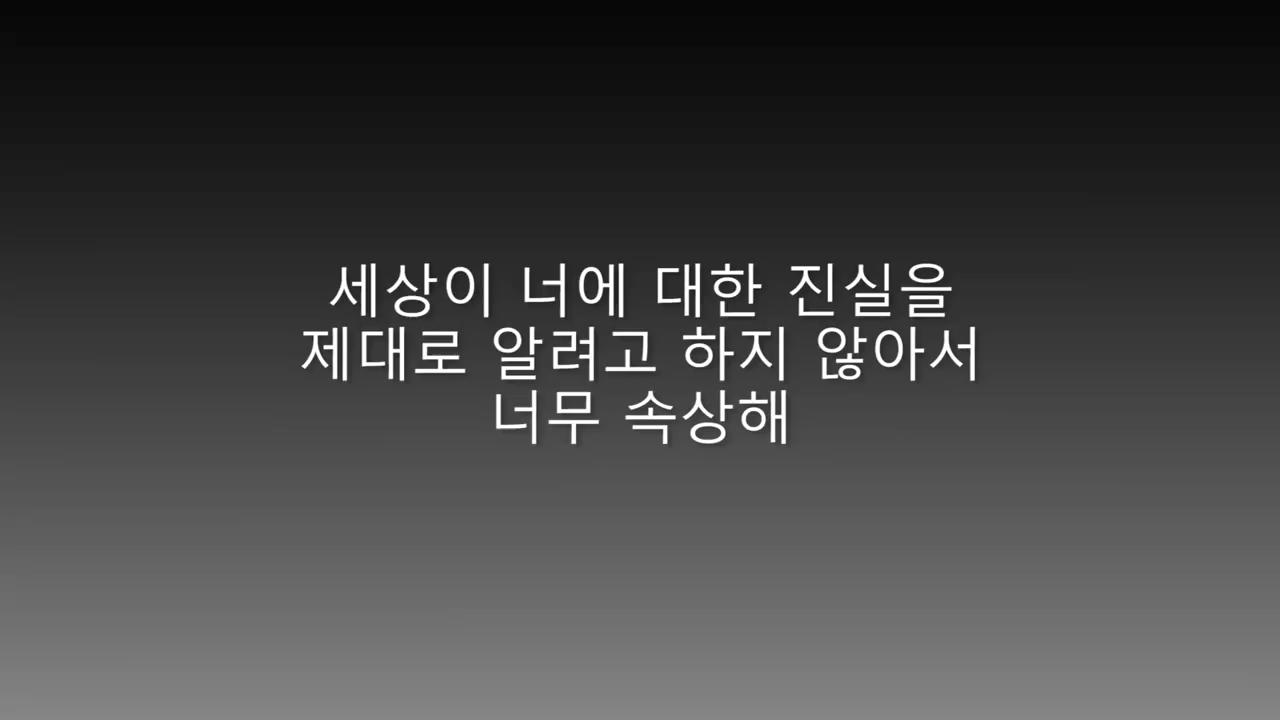 세상이 너에 대한 진실을
제대로 알려고 하지 않아서
너무 속상해